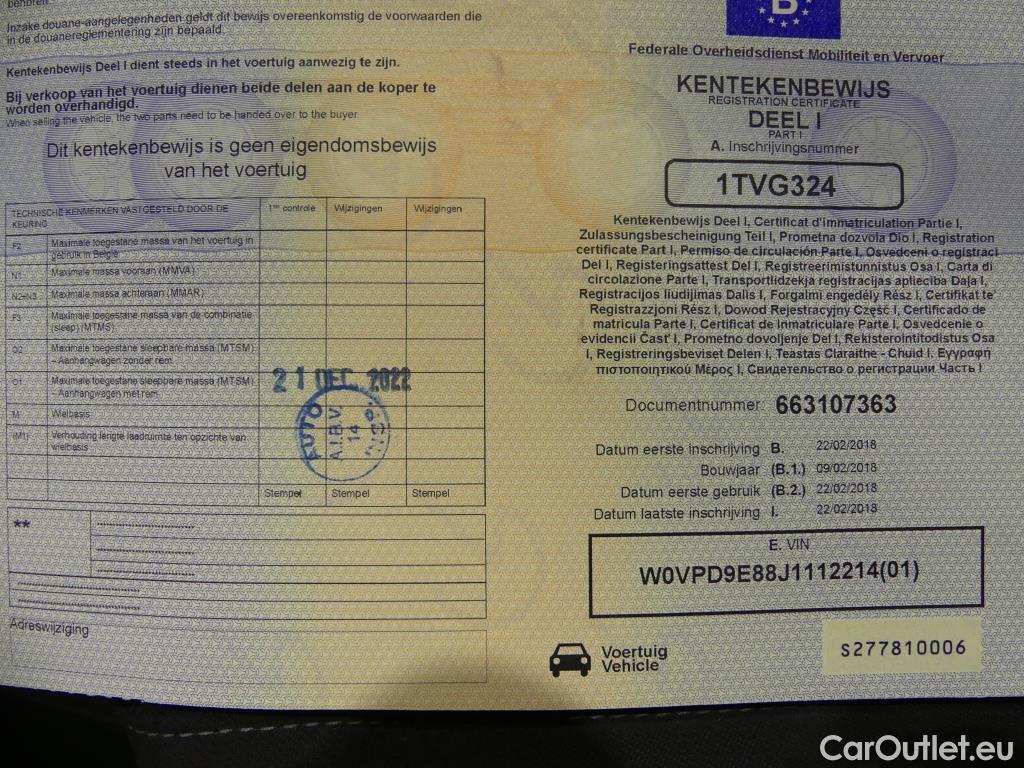 Inzake douane-aangelegenheden geldt dit bewijs overeenkomstig de voorwaarden die
in de douanereglementering zijn bepaald.
Kentekenbewijs Deel I dient steeds in het voertuig aanwezig te zijn.
Bij verkoop van het voertuig dienen beide delen aan de koper te
worden overhandigd.
When selling the vehicle, the two parts need to be handed over to the buyer
Dit kentekenbewijs is geen eigendomsbewijs
van het voertuig
TECHNISCHE KENMERKEN VASTGESTELD DOOR DE
KEURING
1ste controle
Wijzigingen
Wijzigingen
F2 Maximale toegestane massa van het voertuig in
gebruik in België
N1 Maximale massa vooraan (MMVA)
N2÷N3 Maximale massa achteraan (MMAR)
F3 Maximale toegestane massa van de combinatie
(sleep) (MTMS)
O2 Maximale toegestane sleepbare massa (MTSM)
– Aanhangwagen zonder rem
O1 Maximale toegestane sleepbare massa (MTSM)
– Aanhangwagen met rem
M Wielbasis
(M1) Verhouding lengte laadruimte ten opzichte van
wielbasis
21 DEC. 2022
AUTO
A.I.B.V.
14
Stempel
Stempel
Stempel
**
Adreswijziging
B
Federale Overheidsdienst Mobiliteit en Vervoer
KENTEKENBEWIJS
REGISTRATION CERTIFICATE
DEEL I
PART I
A. Inschrijvingsnummer
1TVG324
Kentekenbewijs Deel I, Certificat d'immatriculation Partie I,
Zulassungsbescheinigung Teil I, Prometna dozvola Dio I, Registration
certificate Part I, Permiso de circulación Parte I, Osvedceni o registraci
Del I, Registeringsattest Del I, Registreerimistunnistus Osa I, Carta di
circolazione Parte I, Transportlidzekja registracijas aplieciba Daļa I,
Registracijos liudijimas Dalis I, Forgalmi engedély Rész I, Certifikat te'
Registrazzjoni Rész I, Dowod Rejestracyjny Część I, Certificado de
matricula Parte I, Certificat de Inmatriculare Parte I, Osvedcenie o
evidencii Čast' I, Prometno dovoljenje Del I, Rekisterolntitodistus Osa
I, Registreringsbeviset Delen I, Teastas Claraithe - Chuid I, Εγγραφή
πιστοποιητικού Μέρος I, Свидетельство о регистрации Часть I
Documentnummer 663107363
Datum eerste inschrijving B. 22/02/2018
Bouwjaar (B.1.) 09/02/2018
Datum eerste gebruik (B.2.) 22/02/2018
Datum laatste inschrijving I. 22/02/2018
E. VIN
W0VPD9E88J1112214(01)
Voertuig
Vehicle
S277810006
CarOutlet.eu